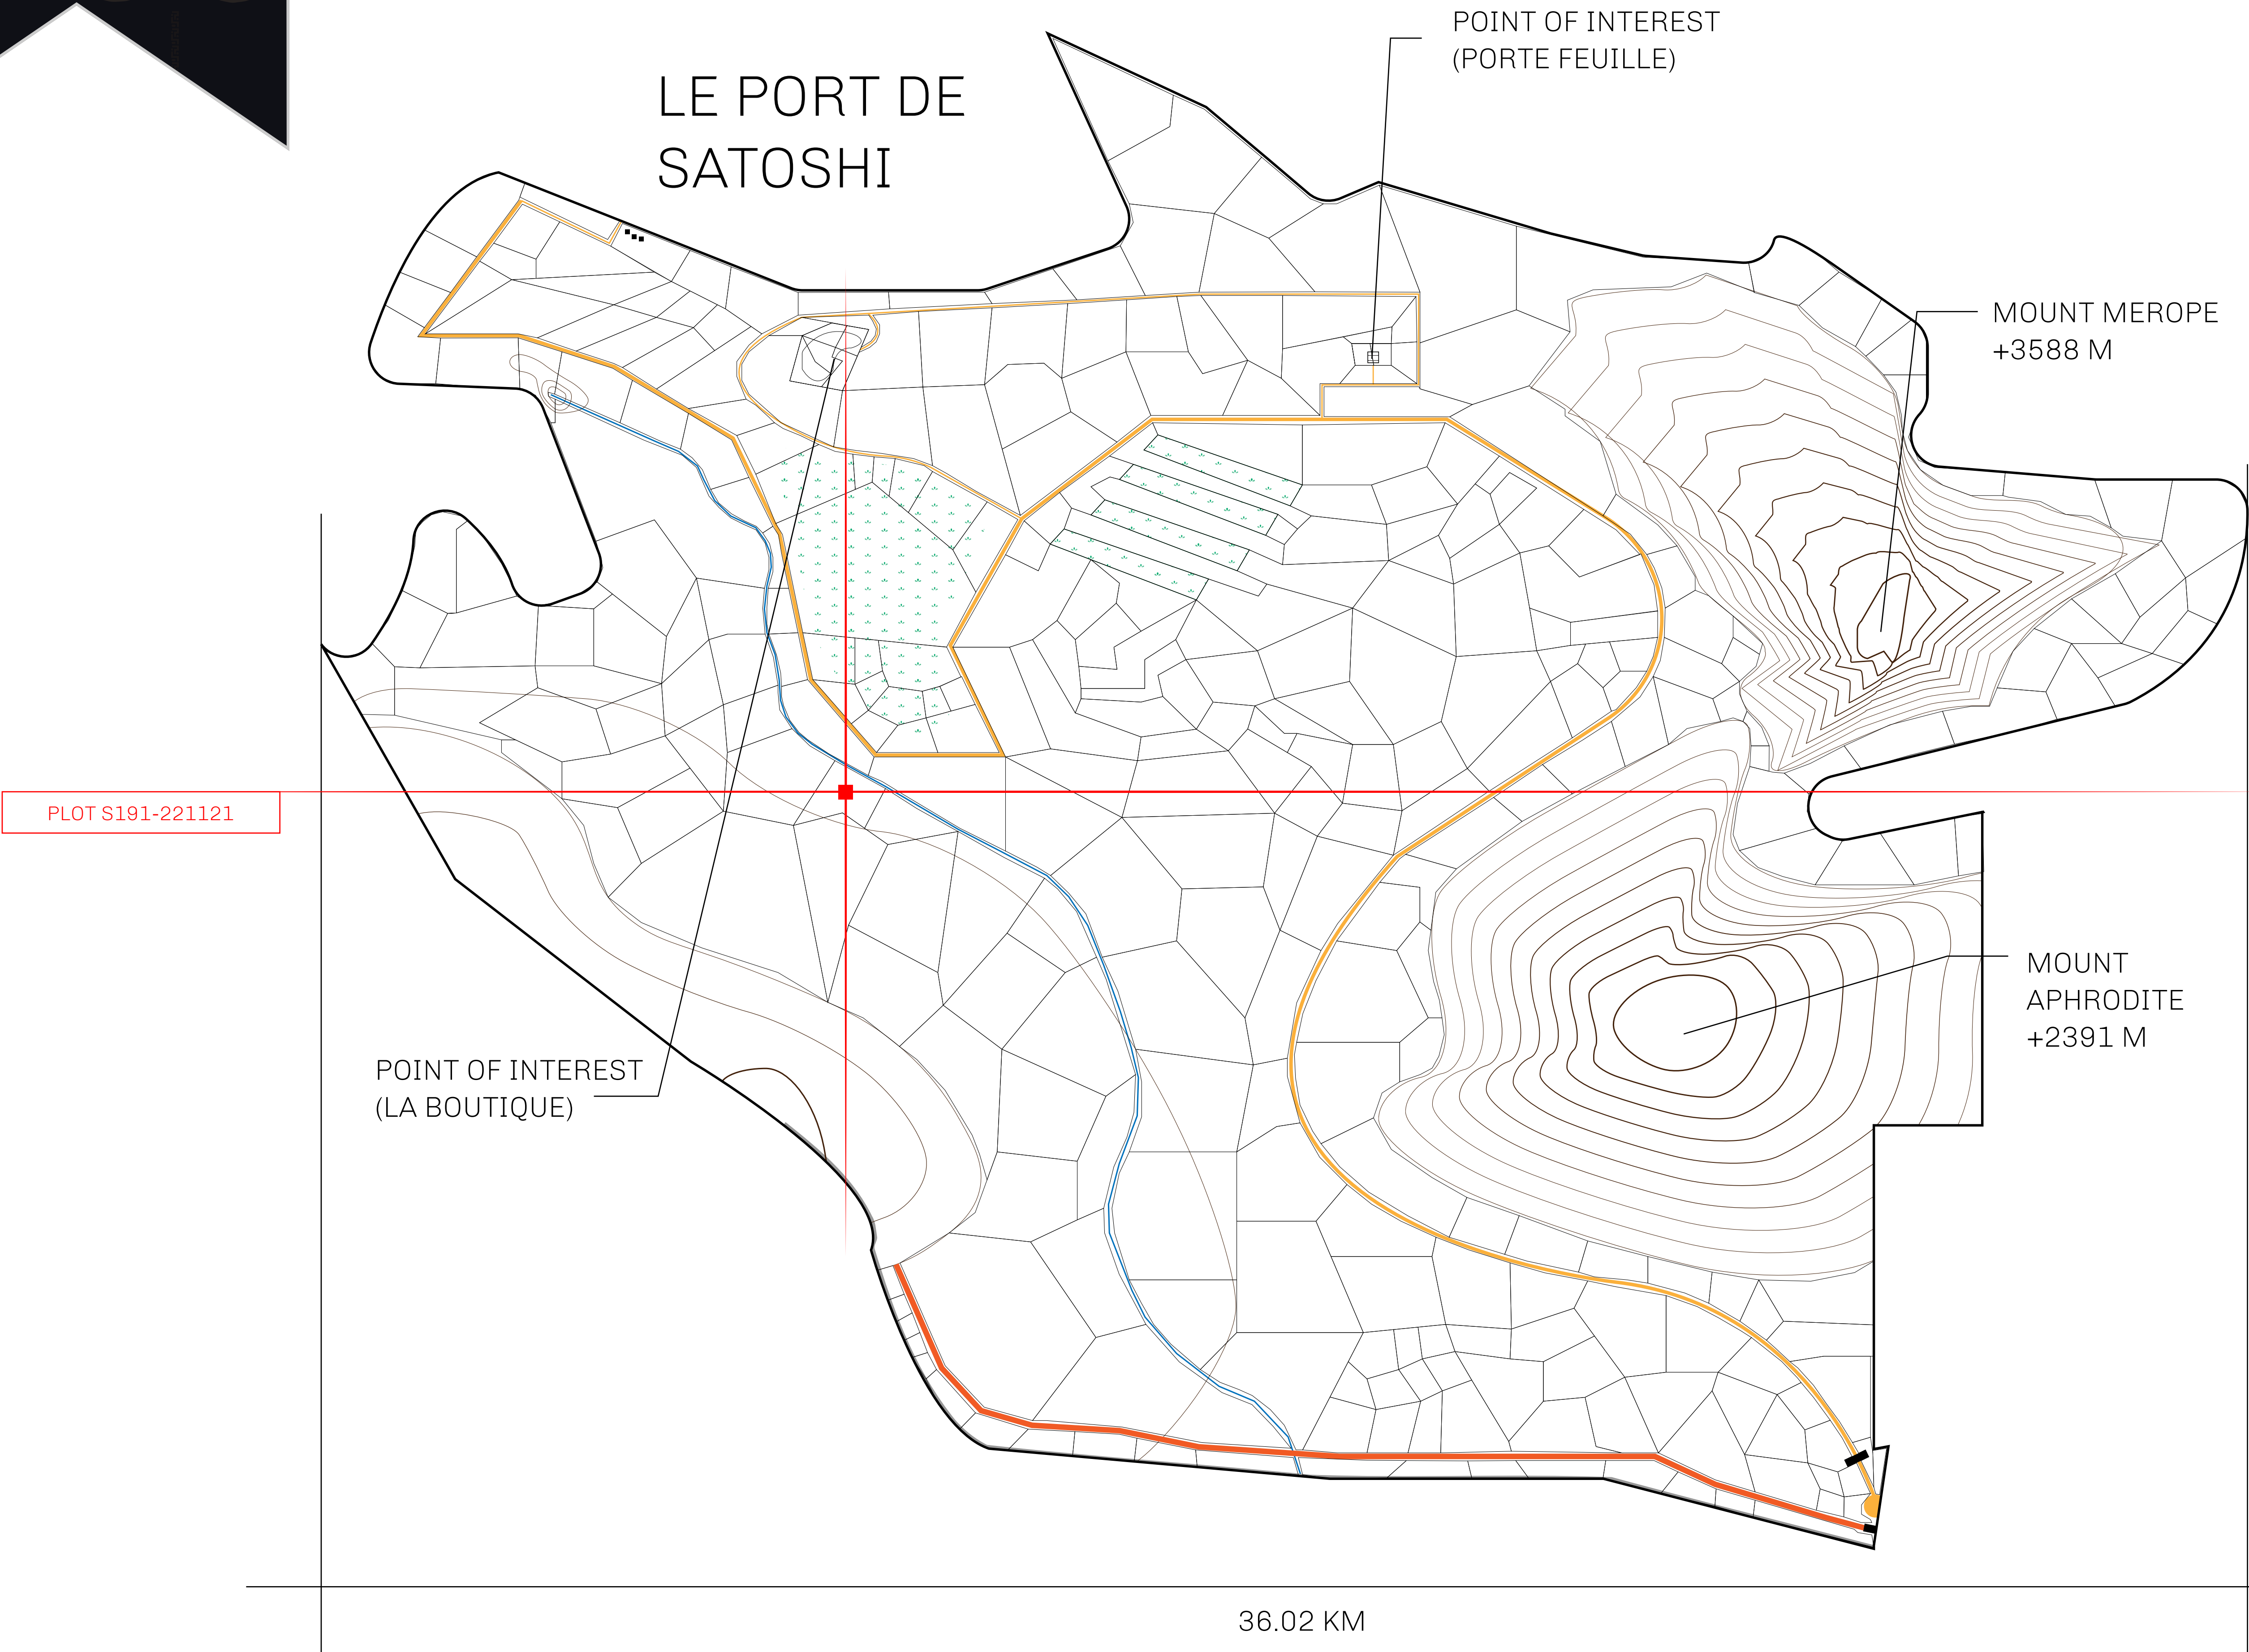 POINT OF INTEREST
(PORTE FEUILLE)
LE PORT DE
SATOSHI
MOUNT MEROPE
+3588 M
PLOT S191-221121
MOUNT
APHRODITE
+2391 M
POINT OF INTEREST
(LA BOUTIQUE)
36.02 KM